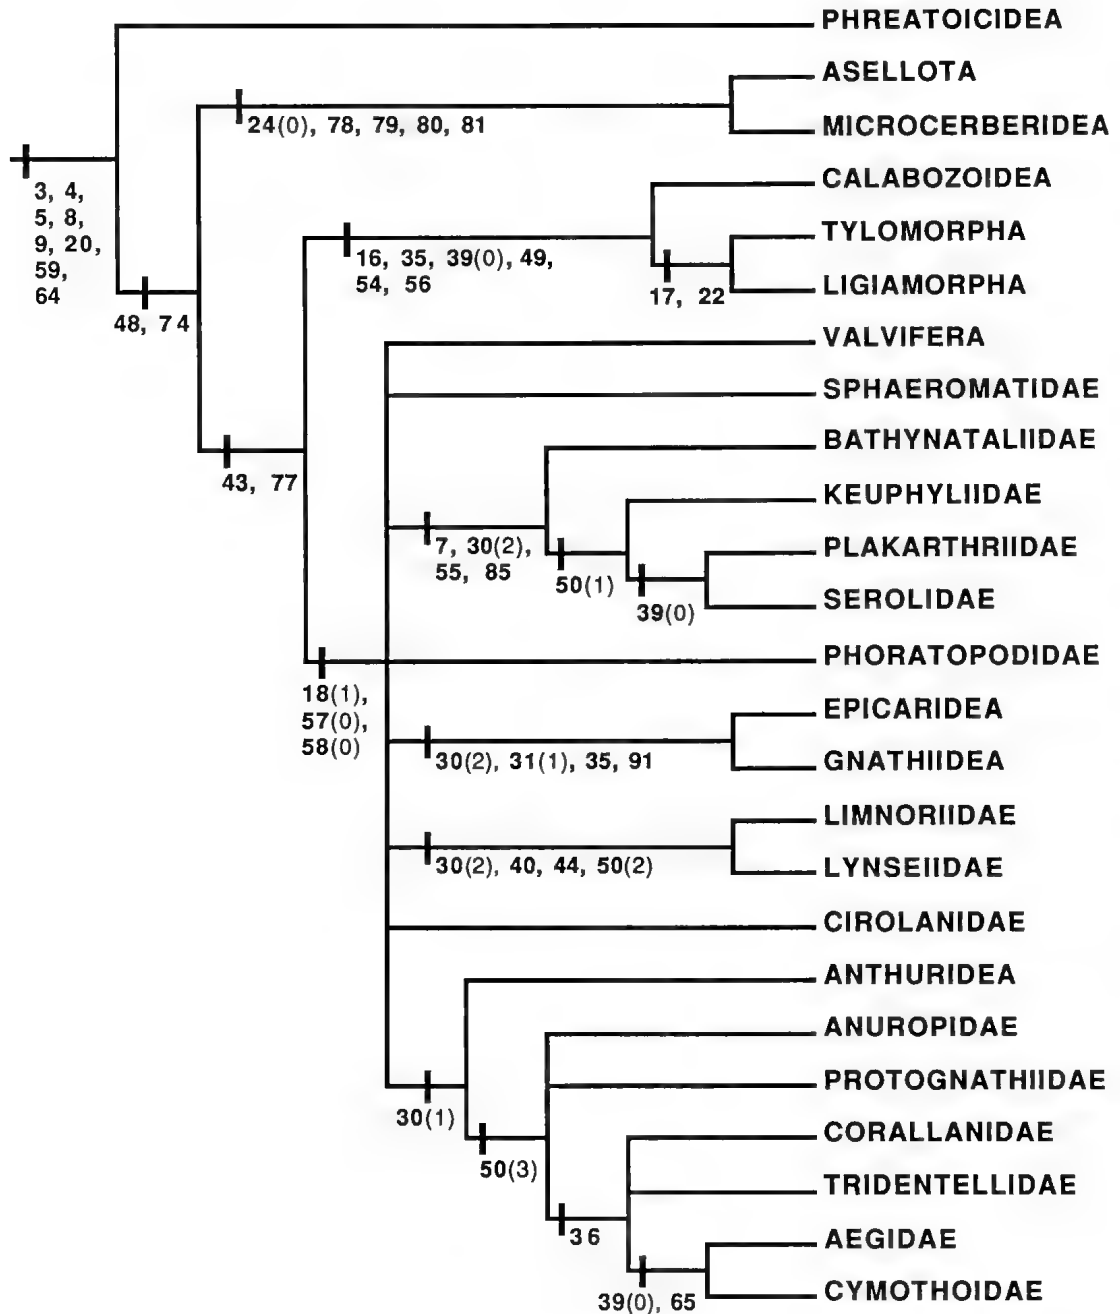 PHREATOICIDEA
ASELLOTA
24(0), 78, 79, 80, 81
MICROCERBERIDEA
3, 4,
5, 8,
9, 20,
59,
64
CALABOZOIDEA
TYLOMORPHA
16, 35, 39(0), 49,
54, 56
LIGIAMORPHA
17, 22
48, 74
VALVIFERA
SPHAEROMATIDAE
BATHYNATALIIDAE
43, 77
KEUPHYLIIDAE
7, 30(2),
55, 85
PLAKARTHRIIDAE
50(1)
SEROLIDAE
39(0)
PHORATOPODIDAE
18(1),
57(0),
58(0)
EPICARIDEA
GNATHIIDEA
30(2), 31(1), 35, 91
LIMNORIIDAE
LYNSEIIDAE
30(2), 40, 44, 50(2)
CIROLANIDAE
ANTHURIDEA
ANUROPIDAE
PROTOGNATHIIDAE
30(1)
CORALLANIDAE
50(3)
TRIDENTELLIDAE
36
AEGIDAE
CYMOTHOIDAE
39(0), 65